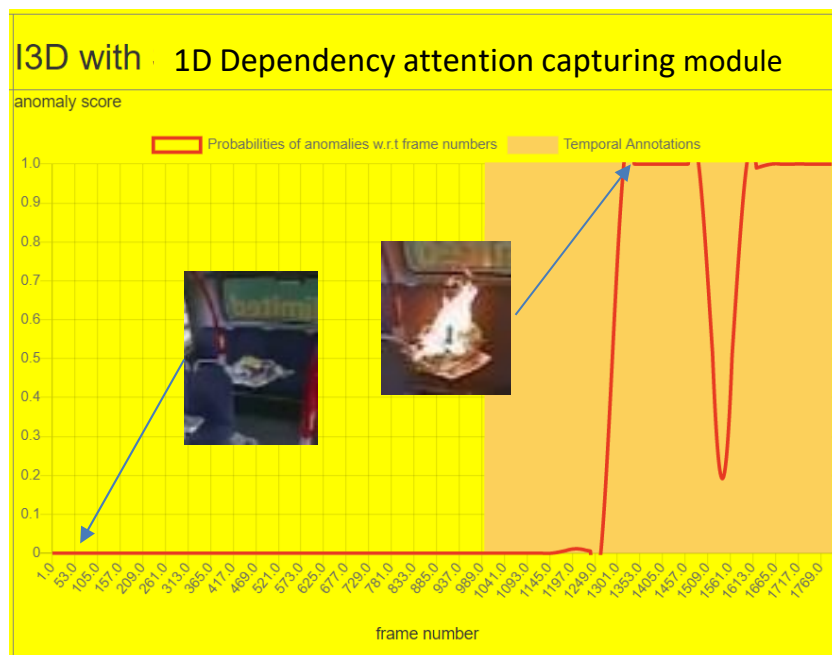 I3D with 1D Dependency attention capturing module
anomaly score
Probabilities of anomalies w.r.t frame numbers Temporal Annotations
1.0
0.9
0.8
0.7
0.6
0.5
0.4
0.3
0.2
0.1
0
1.0 53.0 105.0 157.0 209.0 261.0 313.0 365.0 417.0 469.0 521.0 573.0 625.0 677.0 729.0 781.0 833.0 885.0 937.0 989.0 1041.0 1093.0 1145.0 1197.0 1249.0 1301.0 1353.0 1405.0 1457.0 1509.0 1561.0 1613.0 1665.0 1717.0 1769.0
frame number